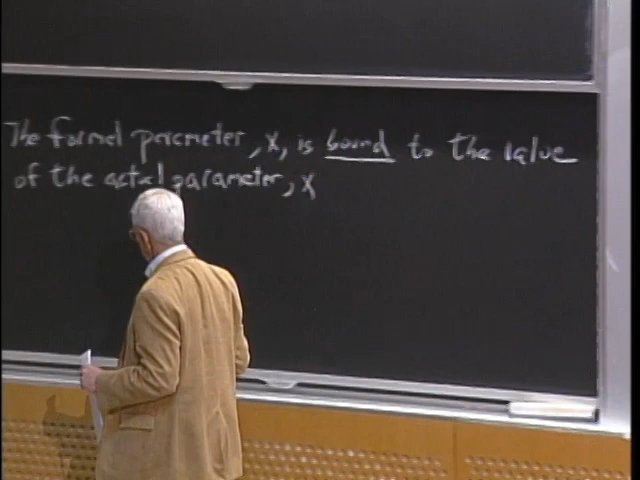 The formal parameter, x, is bound to the value
of the actual parameter, x